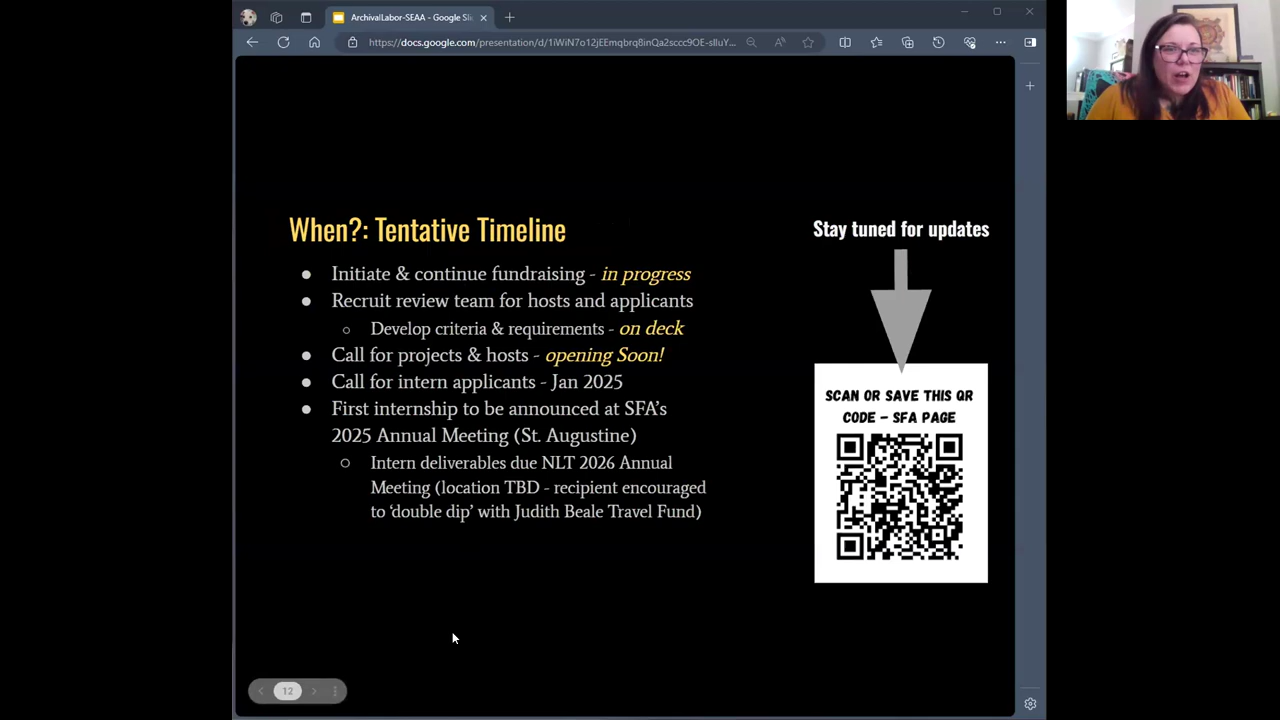 ArchivalLabor-SEAA - Google Sli
https://docs.google.com/presentation/d/1iWiN7o12jEEmqbrq8inQa2sccc9OE-slluY...
When?: Tentative Timeline
Initiate & continue fundraising - in progress
Recruit review team for hosts and applicants
Develop criteria & requirements - on deck
Call for projects & hosts - opening Soon!
Call for intern applicants - Jan 2025
First internship to be announced at SFA's
2025 Annual Meeting (St. Augustine)
Intern deliverables due NLT 2026 Annual
Meeting (location TBD - recipient encouraged
to 'double dip' with Judith Beale Travel Fund)
Stay tuned for updates
SCAN OR SAVE THIS QR
CODE - SFA PAGE
12